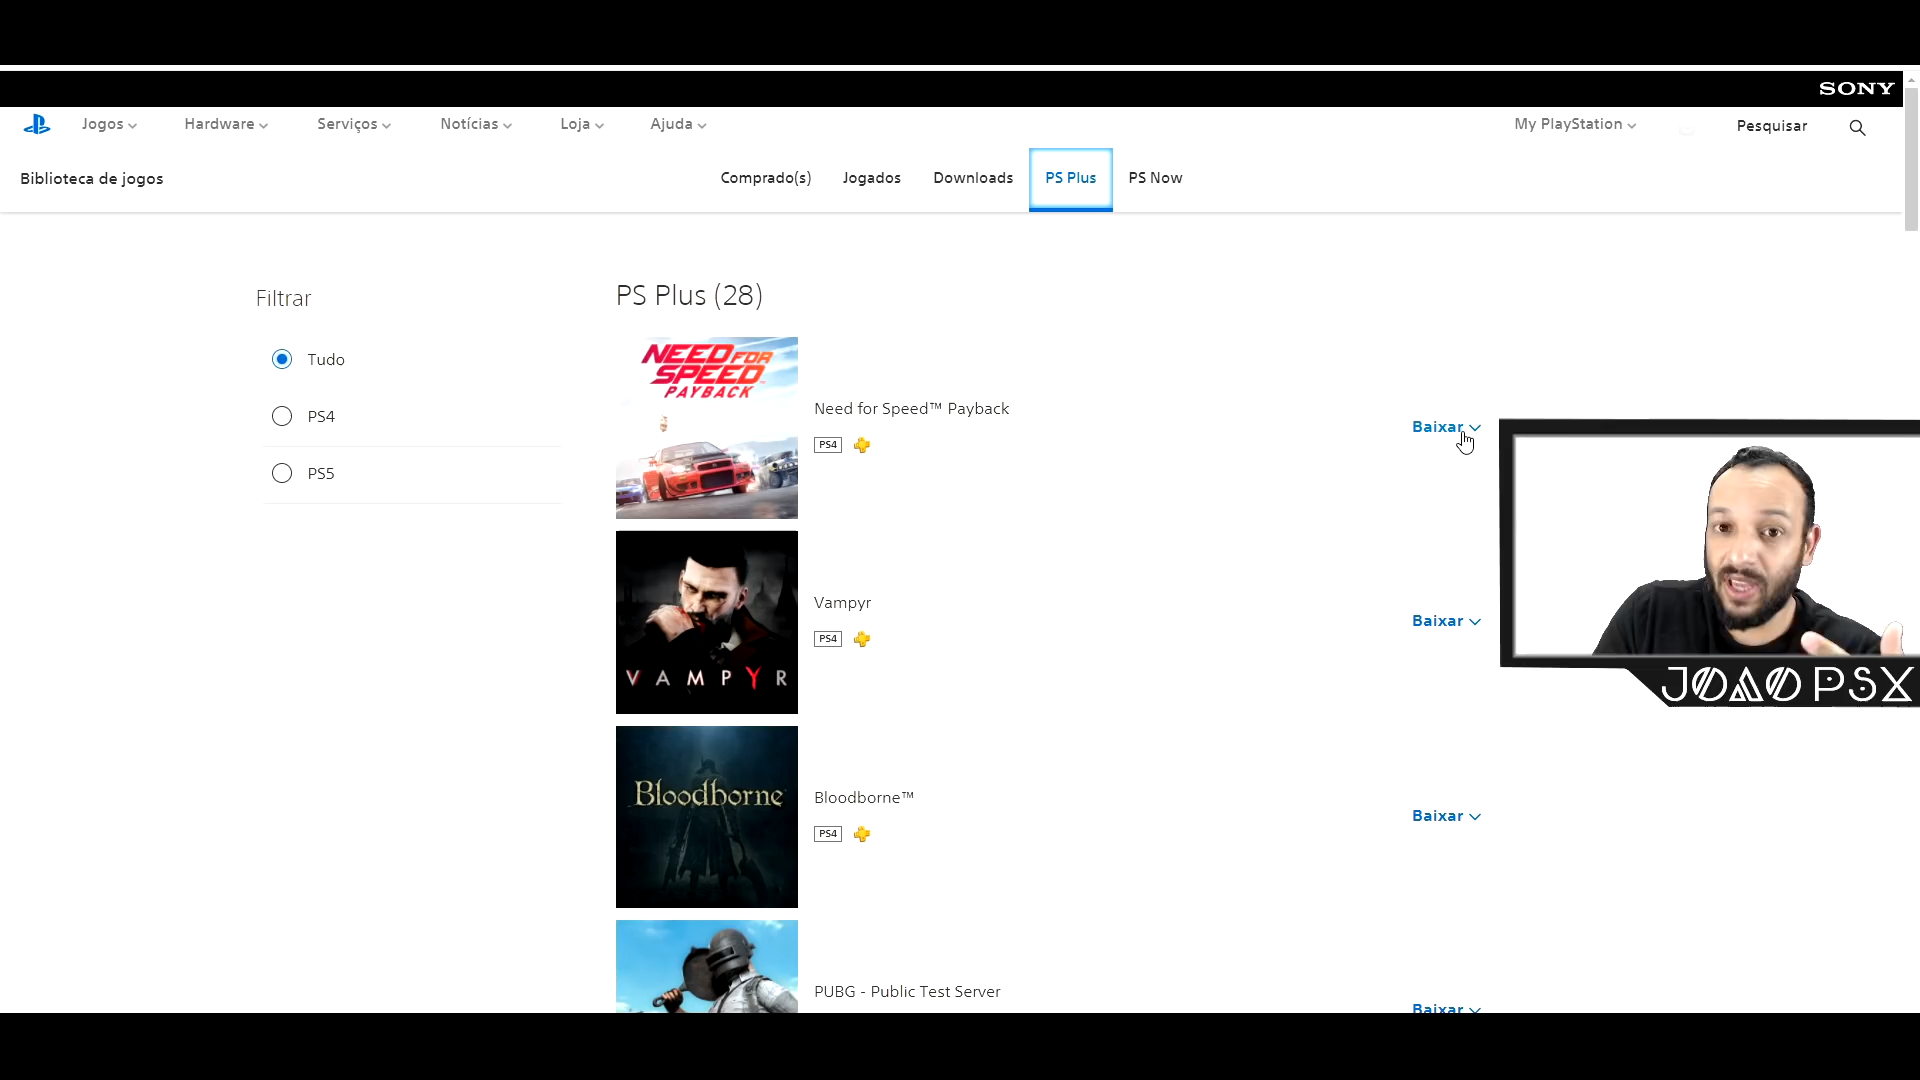 SONY
Jogos
Hardware
Serviços
Notícias
Loja
Ajuda
My PlayStation
Pesquisar
Biblioteca de jogos
Comprado(s)
Jogados
Downloads
PS Plus
PS Now
Filtrar
Tudo
PS4
PS5
PS Plus (28)
NEED FOR
SPEED
PAYBACK
Need for Speed™ Payback
PS4
Baixar
VAMPYR
Vampyr
PS4
Baixar
JOAO PSX
Bloodborne
Bloodborne™
PS4
Baixar
PUBG - Public Test Server
Baixar